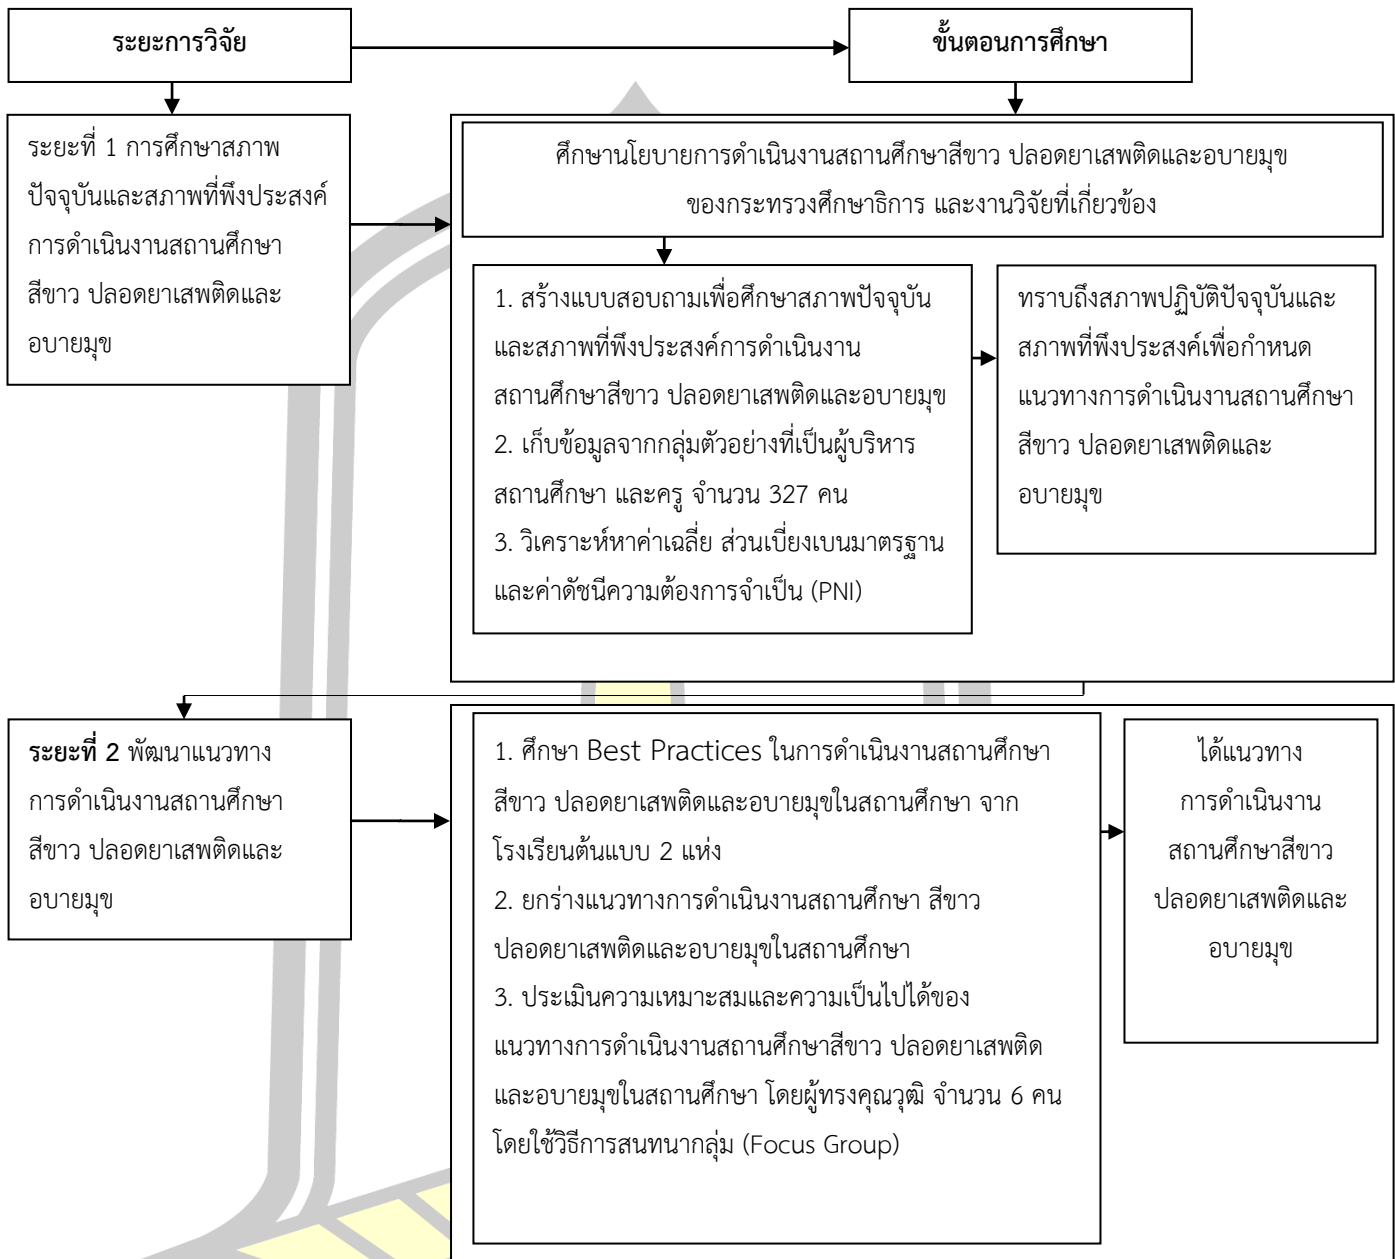 ระยะการวิจัย
ขั้นตอนการศึกษา
ระยะที่ 1 การศึกษาสภาพ
ปัจจุบันและสภาพที่พึงประสงค์
การดำเนินงานสถานศึกษา
สีขาว ปลอดยาเสพติดและ
อบายมุข
ศึกษานโยบายการดำเนินงานสถานศึกษาสีขาว ปลอดยาเสพติดและอบายมุข
ของกระทรวงศึกษาธิการ และงานวิจัยที่เกี่ยวข้อง
1. สร้างแบบสอบถามเพื่อศึกษาสภาพปัจจุบัน
และสภาพที่พึงประสงค์การดำเนินงาน
สถานศึกษาสีขาว ปลอดยาเสพติดและอบายมุข
2. เก็บข้อมูลจากกลุ่มตัวอย่างที่เป็นผู้บริหาร
สถานศึกษา และครู จำนวน 327 คน
3. วิเคราะห์หาค่าเฉลี่ย ส่วนเบี่ยงเบนมาตรฐาน
และค่าดัชนีความต้องการจำเป็น (PNI)
ทราบถึงสภาพปฏิบัติปัจจุบันและ
สภาพที่พึงประสงค์เพื่อกำหนด
แนวทางการดำเนินงานสถานศึกษา
สีขาว ปลอดยาเสพติดและ
อบายมุข
ระยะที่ 2 พัฒนาแนวทาง
การดำเนินงานสถานศึกษา
สีขาว ปลอดยาเสพติดและ
อบายมุข
1. ศึกษา Best Practices ในการดำเนินงานสถานศึกษา
สีขาว ปลอดยาเสพติดและอบายมุขในสถานศึกษา จาก
โรงเรียนต้นแบบ 2 แห่ง
2. ยกร่างแนวทางการดำเนินงานสถานศึกษา สีขาว
ปลอดยาเสพติดและอบายมุขในสถานศึกษา
3. ประเมินความเหมาะสมและความเป็นไปได้ของ
แนวทางการดำเนินงานสถานศึกษาสีขาว ปลอดยาเสพติด
และอบายมุขในสถานศึกษา โดยผู้ทรงคุณวุฒิ จำนวน 6 คน
โดยใช้วิธีการสนทนากลุ่ม (Focus Group)
ได้แนวทาง
การดำเนินงาน
สถานศึกษาสีขาว
ปลอดยาเสพติดและ
อบายมุข